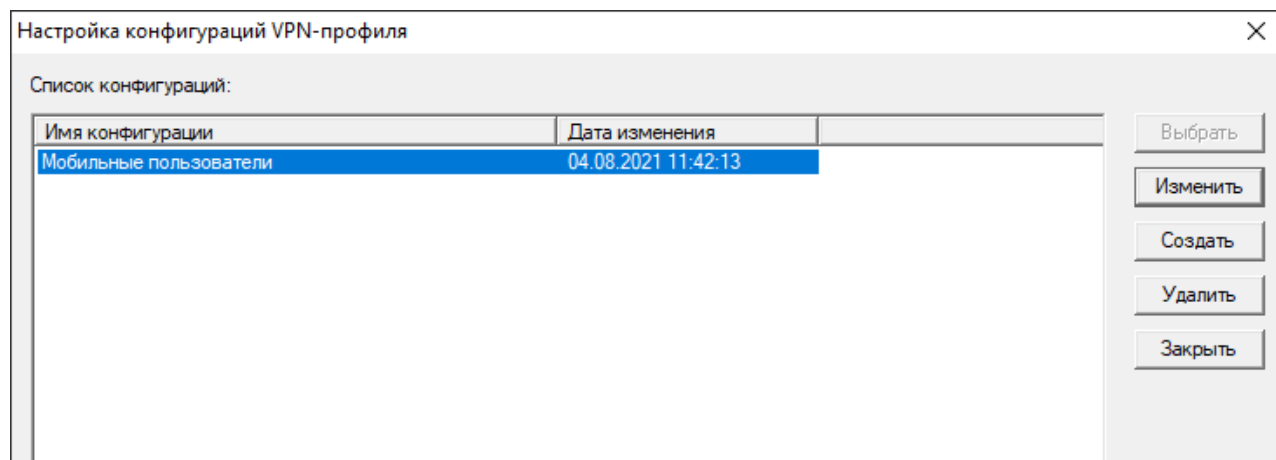 Настройка конфигураций VPN-профиля
Список конфигураций:
Имя конфигурации Дата изменения
Мобильные пользователи 04.08.2021 11:42:13
Выбрать
Изменить
Создать
Удалить
Закрыть